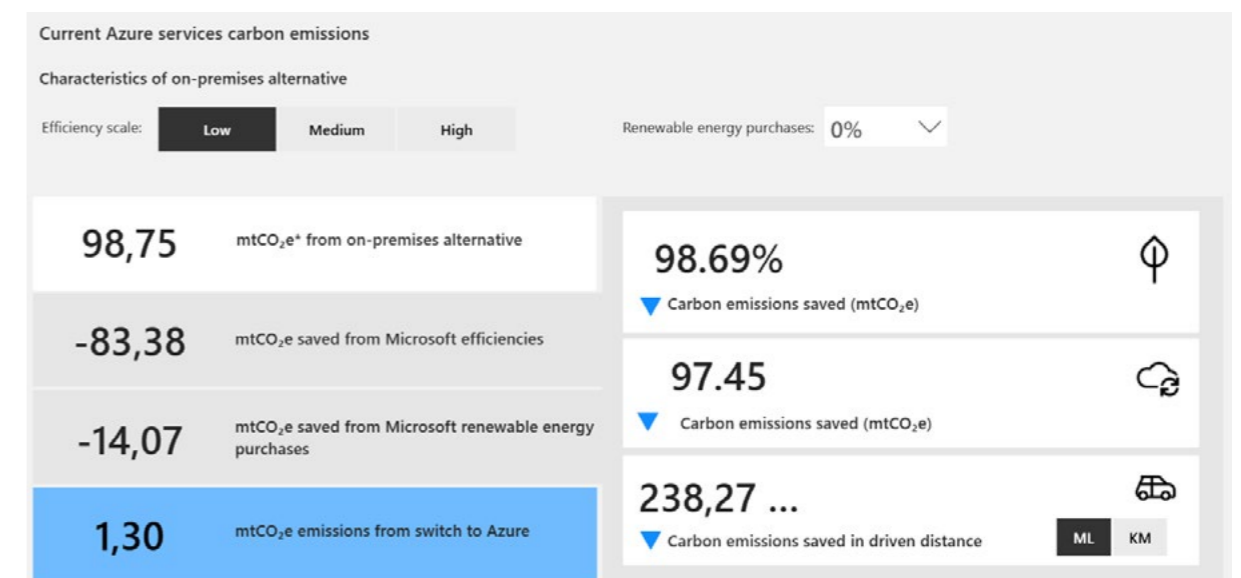 Current Azure services carbon emissions
Characteristics of on-premises alternative
Efficiency scale: Low Medium High
Renewable energy purchases: 0%
98,75 mtCO₂e* from on-premises alternative
-83,38 mtCO₂e saved from Microsoft efficiencies
-14,07 mtCO₂e saved from Microsoft renewable energy
purchases
1,30 mtCO₂e emissions from switch to Azure
98.69%
Carbon emissions saved (mtCO₂e)
97.45
Carbon emissions saved (mtCO₂e)
238,27 ...
Carbon emissions saved in driven distance
ML KM